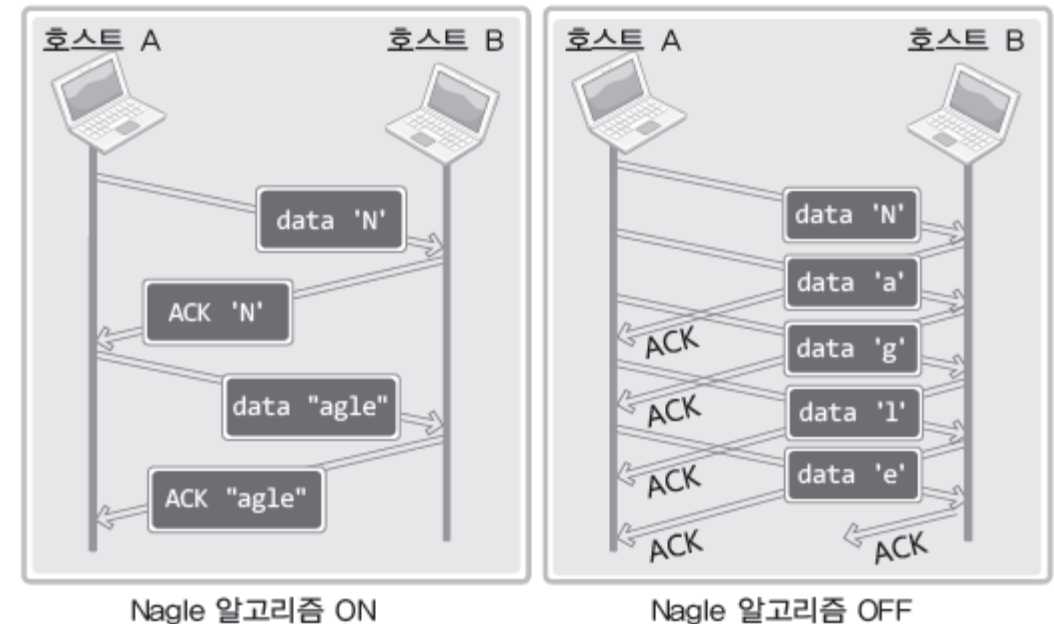 호스트 A
호스트 B
data 'N'
ACK 'N'
data "agle"
ACK "agle"
Nagle 알고리즘 ON
호스트 A
호스트 B
data 'N'
data 'a'
ACK
data 'g'
ACK
data 'l'
ACK
data 'e'
ACK
ACK
Nagle 알고리즘 OFF